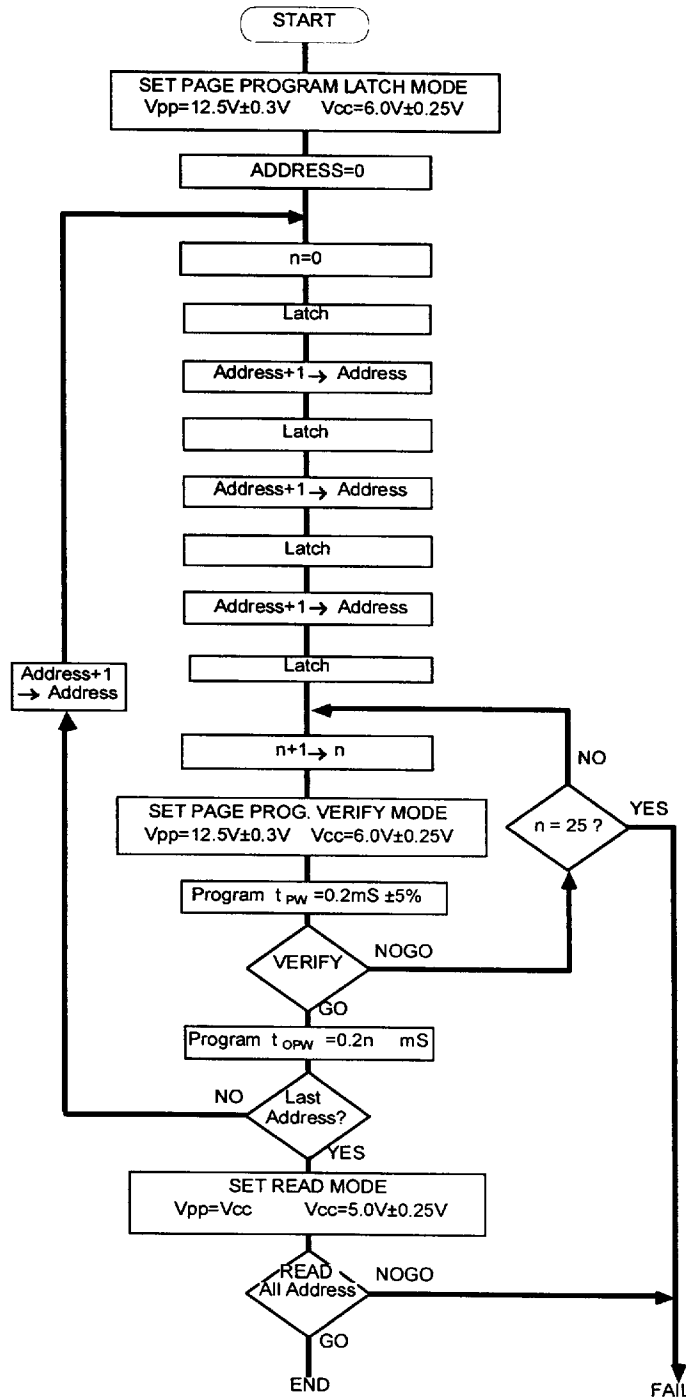 START
SET PAGE PROGRAM LATCH MODE
Vpp=12.5V±0.3V Vcc=6.0V±0.25V
ADDRESS=0
n=0
Latch
Address+1→ Address
Latch
Address+1→ Address
Latch
Address+1→ Address
Latch
Address+1
→ Address
n+1→ n
NO
SET PAGE PROG. VERIFY MODE
Vpp=12.5V±0.3V Vcc=6.0V±0.25V
n = 25 ?
YES
Program tPW =0.2mS ±5%
VERIFY
NOGO
GO
Program tOPW =0.2n mS
NO
Last
Address?
YES
SET READ MODE
Vpp=Vcc Vcc=5.0V±0.25V
READ
All Address
NOGO
GO
END
FAIL